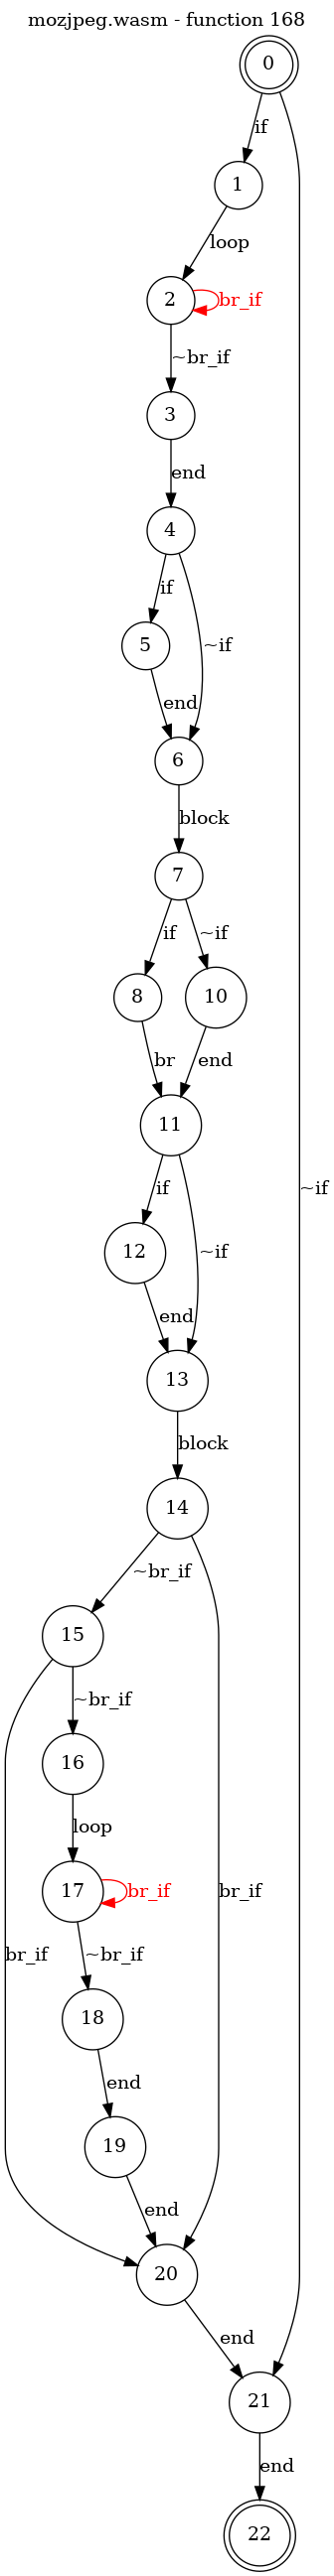 mozjpeg.wasm - function 168
0
if
1
loop
2
br_if
~br_if
3
end
4
if
5
~if
end
6
block
7
if
~if
8
10
br
end
11
if
~if
12
end
13
block
14
~br_if
15
~br_if
16
loop
17
br_if
br_if
br_if
~br_if
18
end
19
end
20
~if
end
21
end
22